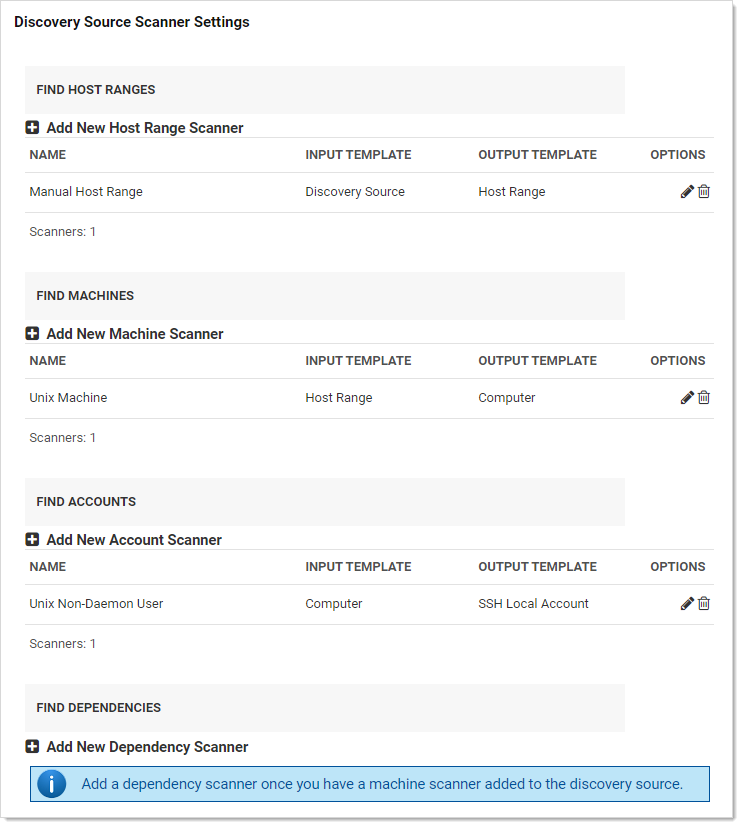 Discovery Source Scanner Settings
FIND HOST RANGES
Add New Host Range Scanner
NAME INPUT TEMPLATE OUTPUT TEMPLATE OPTIONS
Manual Host Range Discovery Source Host Range
Scanners: 1
FIND MACHINES
Add New Machine Scanner
NAME INPUT TEMPLATE OUTPUT TEMPLATE OPTIONS
Unix Machine Host Range Computer
Scanners: 1
FIND ACCOUNTS
Add New Account Scanner
NAME INPUT TEMPLATE OUTPUT TEMPLATE OPTIONS
Unix Non-Daemon User Computer SSH Local Account
Scanners: 1
FIND DEPENDENCIES
Add New Dependency Scanner
Add a dependency scanner once you have a machine scanner added to the discovery source.